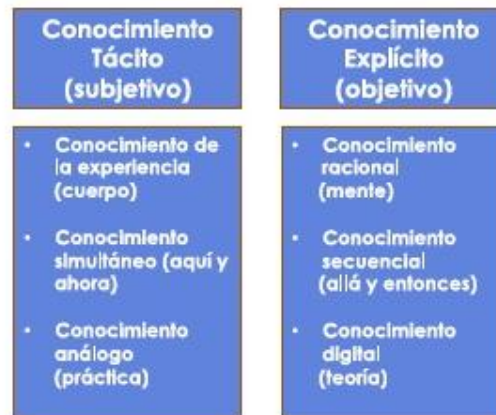 Conocimiento
Tácito
(subjetivo)
• Conocimiento de
la experiencia
(cuerpo)
• Conocimiento
simultáneo (aquí y
ahora)
• Conocimiento
análogo
(práctica)
Conocimiento
Explícito
(objetivo)
• Conocimiento
racional
(mente)
• Conocimiento
secuencial
(allá y entonces)
• Conocimiento
digital
(teoría)